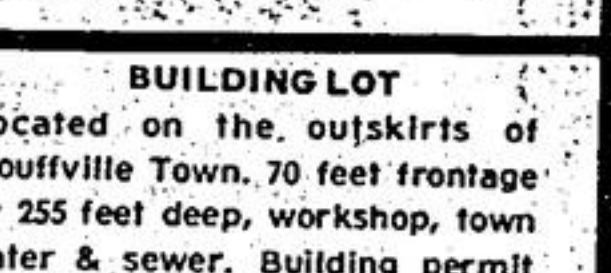 BUILDING LOT
ocated on the outskirts of
ouffville Town. 70 feet frontage
255 feet deep, workshop, town
ater & sewer. Building permit